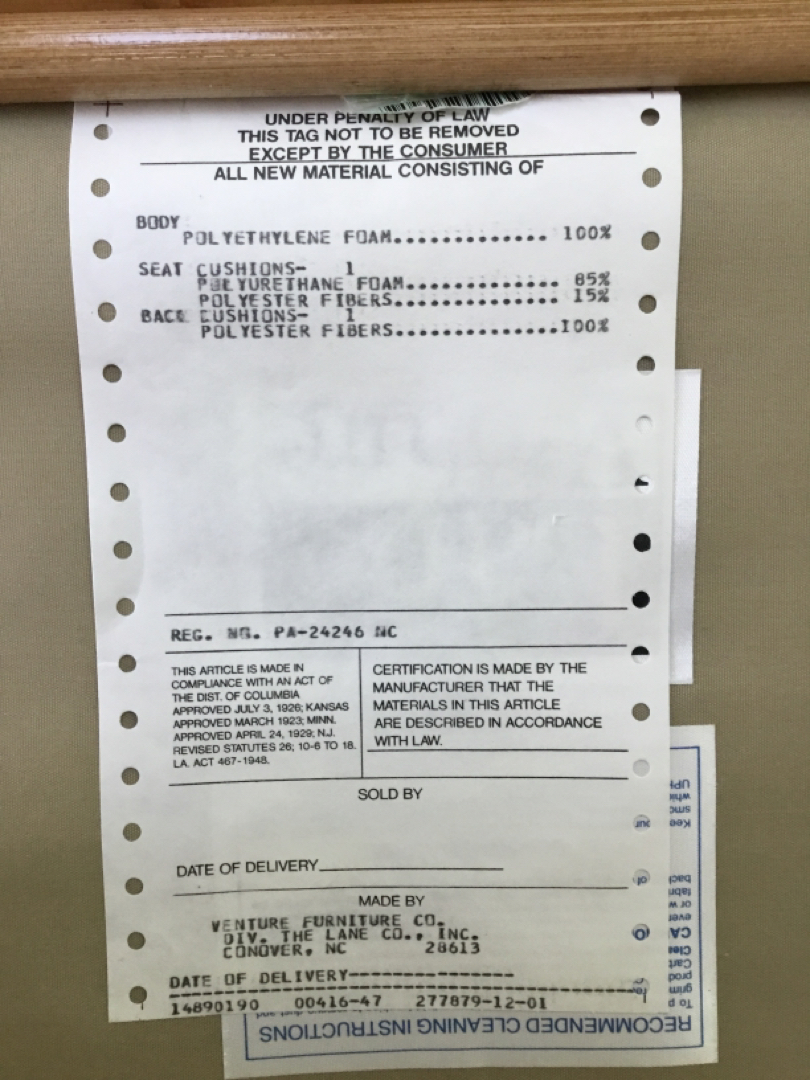 UNDER PENALTY OF LAW
THIS TAG NOT TO BE REMOVED
EXCEPT BY THE CONSUMER
ALL NEW MATERIAL CONSISTING OF
BODY
POLYETHYLENE FOAM.............. 100%
SEAT CUSHIONS- 1
POLYURETHANE FOAM.............. 85%
POLYESTER FIBERS............... 15%
BACK CUSHIONS- 1
POLYESTER FIBERS...............100%
REG. NO. PA-24246 NC
THIS ARTICLE IS MADE IN
COMPLIANCE WITH AN ACT OF
THE DIST. OF COLUMBIA
APPROVED JULY 3, 1926; KANSAS
APPROVED MARCH 1923; MINN.
APPROVED APRIL 24, 1929; N.J.
REVISED STATUTES 26; 10-6 TO 18.
LA. ACT 467-1948.
CERTIFICATION IS MADE BY THE
MANUFACTURER THAT THE
MATERIALS IN THIS ARTICLE
ARE DESCRIBED IN ACCORDANCE
WITH LAW.
SOLD BY
DATE OF DELIVERY
MADE BY
VENTURE FURNITURE CO.
DIV. THE LANE CO., INC.
CONOVER, NC 28613
DATE OF DELIVERY---------------
14890190 00416-47 277879-12-01
RECOMMENDED CLEANING INSTRUCTIONS